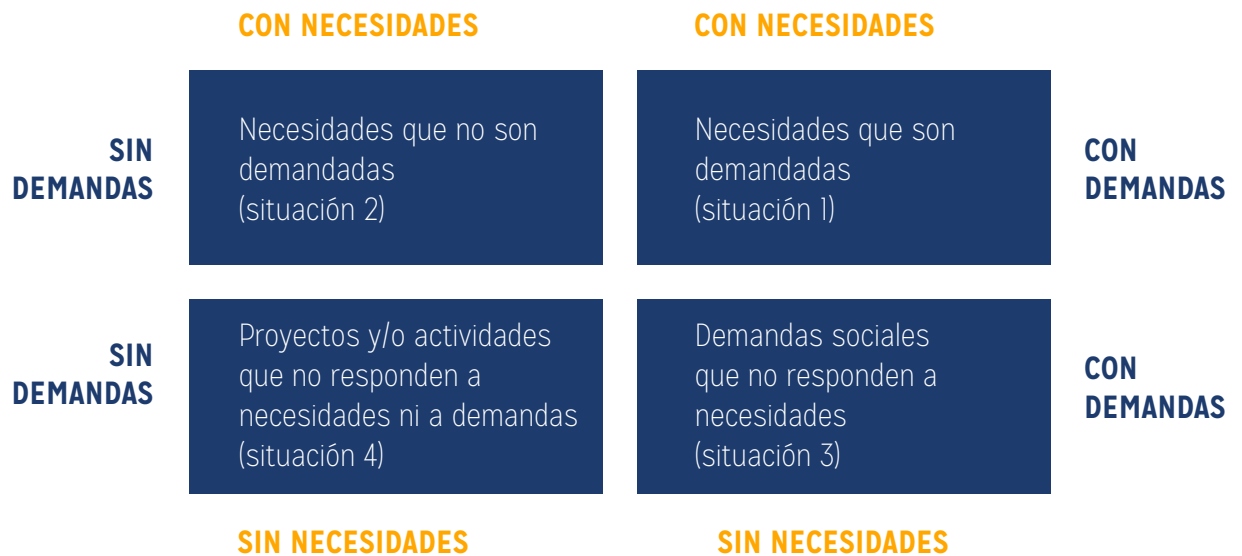 CON NECESIDADES
CON NECESIDADES
SIN
DEMANDAS
Necesidades que no son
demandadas
(situación 2)
Necesidades que son
demandadas
(situación 1)
CON
DEMANDAS
SIN
DEMANDAS
Proyectos y/o actividades
que no responden a
necesidades ni a demandas
(situación 4)
Demandas sociales
que no responden a
necesidades
(situación 3)
CON
DEMANDAS
SIN NECESIDADES
SIN NECESIDADES